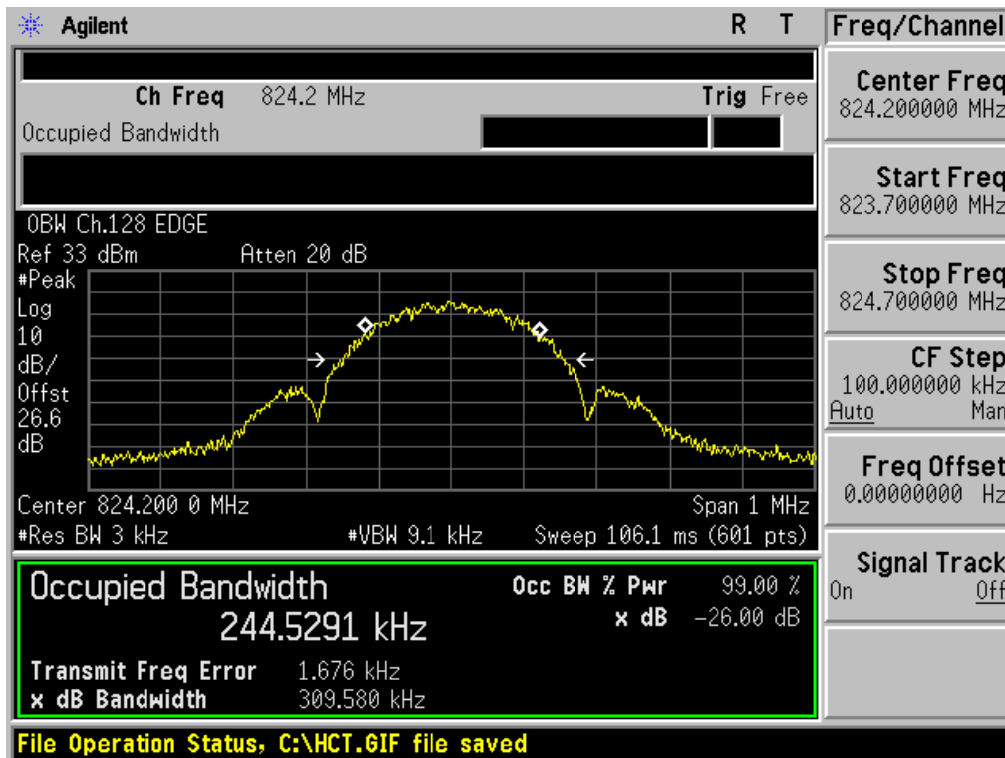 Agilent R T
Freq/Channel
Ch Freq 824.2 MHz Trig Free
Occupied Bandwidth
OBW Ch.128 EDGE
Ref 33 dBm Atten 20 dB
#Peak
Log
10
dB/
Offst
26.6
dB
Center 824.200 0 MHz Span 1 MHz
#Res BW 3 kHz #VBW 9.1 kHz Sweep 106.1 ms (601 pts)
Occupied Bandwidth Occ BW % Pwr 99.00 %
244.5291 kHz x dB -26.00 dB
Transmit Freq Error 1.676 kHz
x dB Bandwidth 309.580 kHz
Center Freq
824.200000 MHz
Start Freq
823.700000 MHz
Stop Freq
824.700000 MHz
CF Step
100.000000 kHz
Auto Man
Freq Offset
0.00000000 Hz
Signal Track
On Off
File Operation Status, C:\HCT.GIF file saved